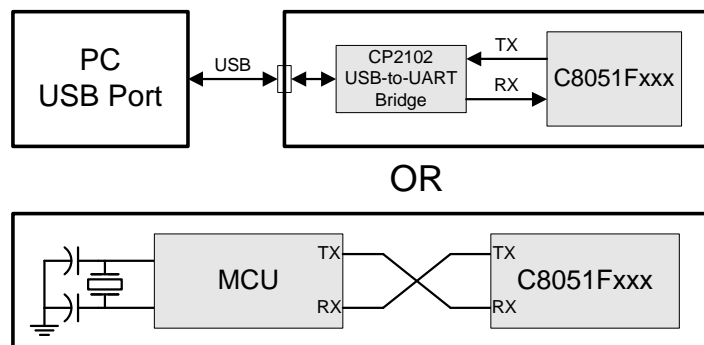 PC
USB Port
USB
CP2102
USB-to-UART
Bridge
TX
RX
C8051Fxxx
OR
MCU
TX
RX
TX
RX
C8051Fxxx